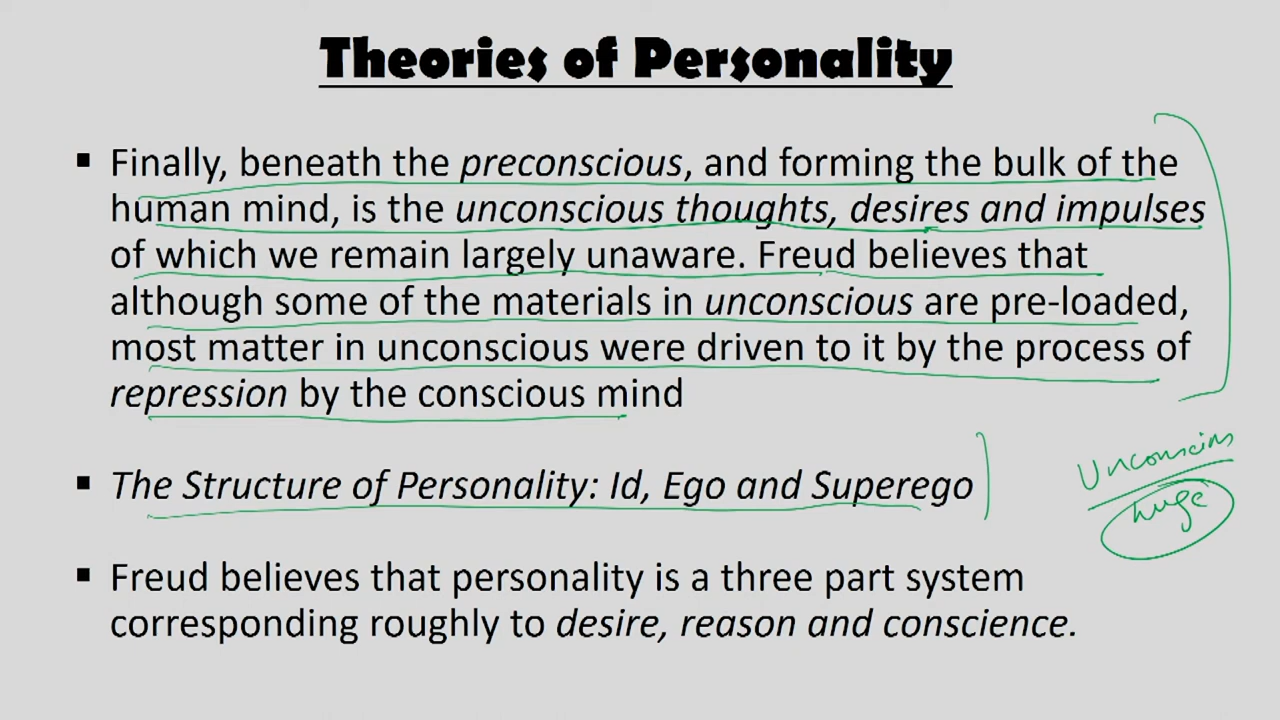 Theories of Personality
▪ Finally, beneath the preconscious, and forming the bulk of the
human mind, is the unconscious thoughts, desires and impulses
of which we remain largely unaware. Freud believes that
although some of the materials in unconscious are pre-loaded,
most matter in unconscious were driven to it by the process of
repression by the conscious mind
▪ The Structure of Personality: Id, Ego and Superego
Unconscious
huge
▪ Freud believes that personality is a three part system
corresponding roughly to desire, reason and conscience.